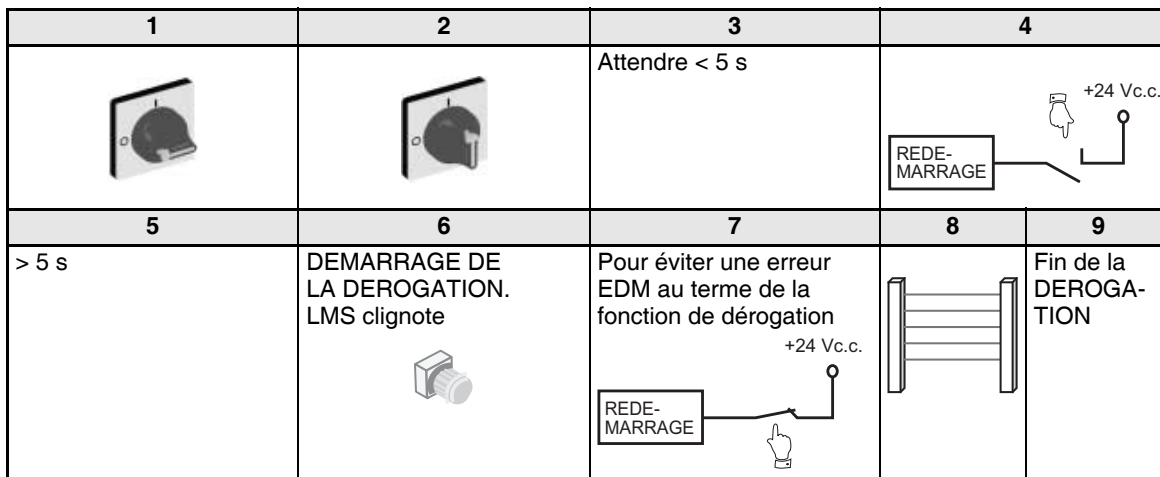 1
2
3
4
I
O
I
O
Attendre < 5 s
+24 Vc.c.
REDE-
MARRAGE
5
6
7
8
9
> 5 s
DEMARRAGE DE
LA DEROGATION.
LMS clignote
Pour éviter une erreur
EDM au terme de la
fonction de dérogation
+24 Vc.c.
REDE-
MARRAGE
Fin de la
DEROGA-
TION